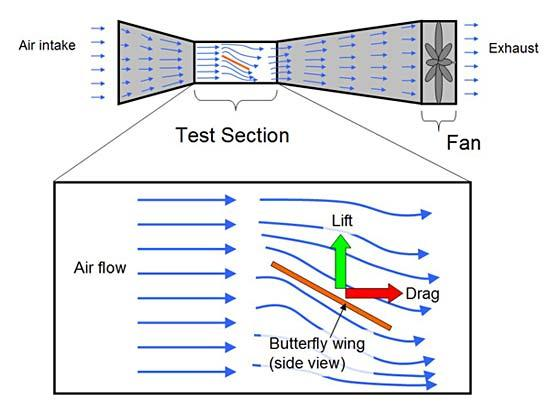 Air intake
Exhaust
Test Section
Fan
Lift
Air flow
Drag
Butterfly wing
(side view)